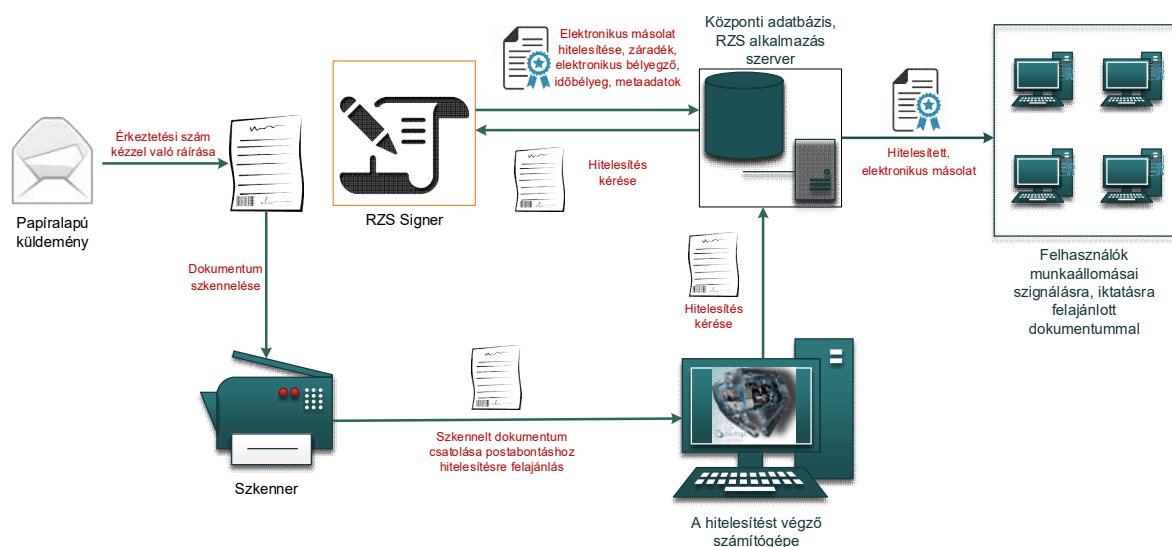 Papíralapú
küldemény
Érkeztetési szám
kézzel való ráírása
RZS Signer
Elektronikus másolat
hitelesítése, záradék,
elektronikus bélyegző,
időbélyeg, metaadatok
Hitelesítés
kérése
Központi adatbázis,
RZS alkalmazás
szerver
Hitelesített,
elektronikus másolat
Felhasználók
munkaállomásai
szignálásra, iktatásra
felajánlott
dokumentummal
Dokumentum
szkennelése
Hitelesítés
kérése
Szkenner
Szkennelt dokumentum
csatolása postabontáshoz
hitelesítésre felajánlás
A hitelesítést végző
számítógépe